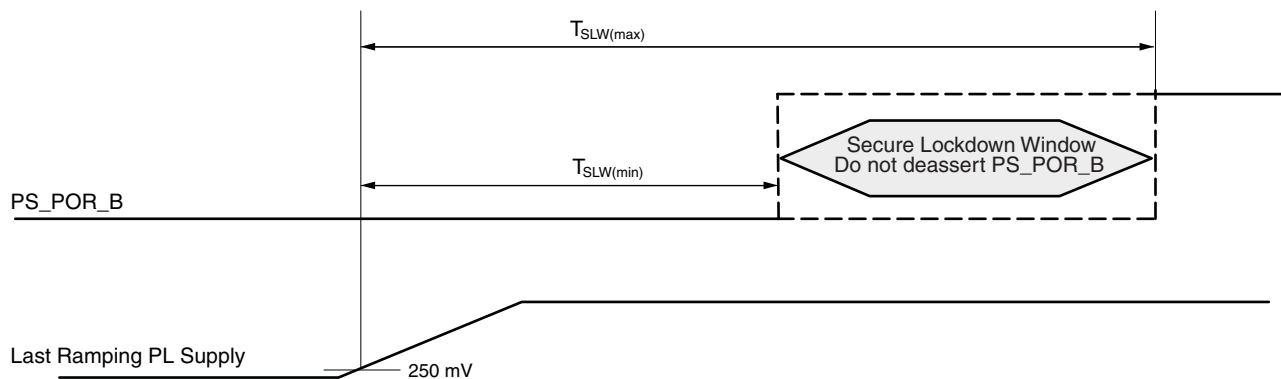 TSLW(max)
Secure Lockdown Window
Do not deassert PS_POR_B
TSLW(min)
PS_POR_B
Last Ramping PL Supply
250 mV